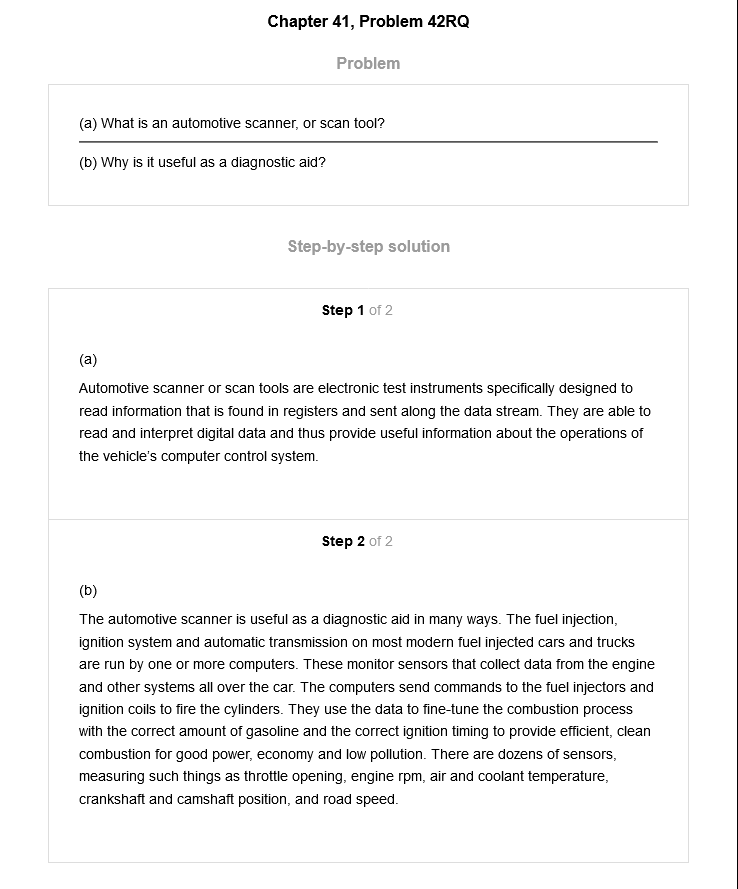 Chapter 41, Problem 42RQ
Problem
(a) What is an automotive scanner, or scan tool?
(b) Why is it useful as a diagnostic aid?
Step-by-step solution
Step 1 of 2
(a)
Automotive scanner or scan tools are electronic test instruments specifically designed to
read information that is found in registers and sent along the data stream. They are able to
read and interpret digital data and thus provide useful information about the operations of
the vehicle's computer control system.
Step 2 of 2
(b)
The automotive scanner is useful as a diagnostic aid in many ways. The fuel injection,
ignition system and automatic transmission on most modern fuel injected cars and trucks
are run by one or more computers. These monitor sensors that collect data from the engine
and other systems all over the car. The computers send commands to the fuel injectors and
ignition coils to fire the cylinders. They use the data to fine-tune the combustion process
with the correct amount of gasoline and the correct ignition timing to provide efficient, clean
combustion for good power, economy and low pollution. There are dozens of sensors,
measuring such things as throttle opening, engine rpm, air and coolant temperature,
crankshaft and camshaft position, and road speed.